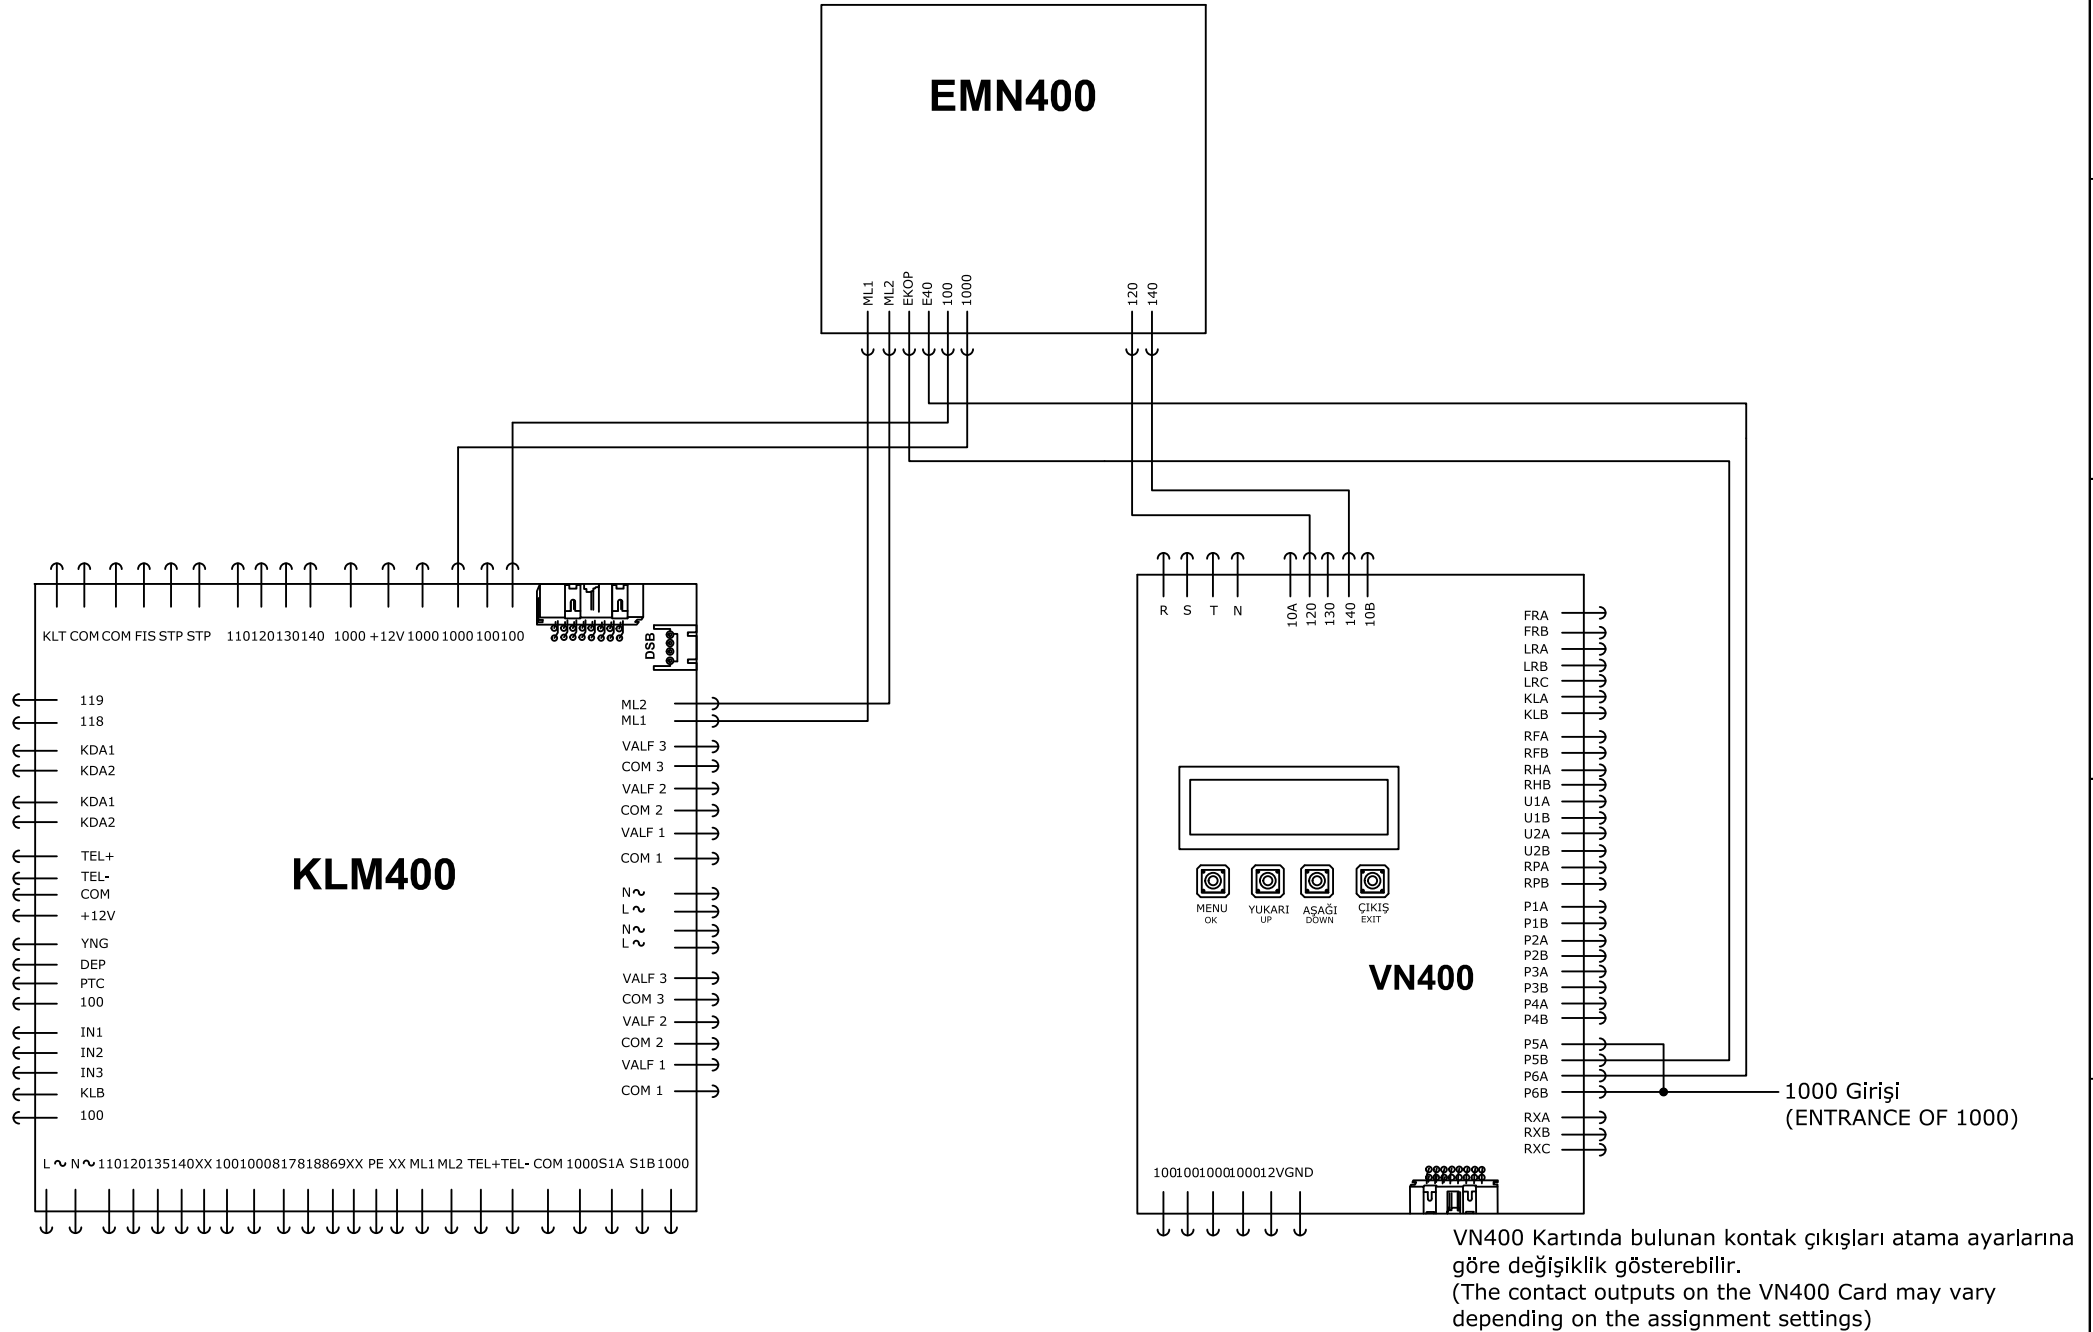 EMN400
ML1
ML2
EKOP
E40
100
1000
120
140
KLT COM COM FIS STP STP 110120130140 1000 +12V 1000 1000 100100
DSB
119
118
KDA1
KDA2
KDA1
KDA2
TEL+
TEL-
COM
+12V
YNG
DEP
PTC
100
IN1
IN2
IN3
KLB
100
KLM400
ML2
ML1
VALF 3
COM 3
VALF 2
COM 2
VALF 1
COM 1
N~
L ~
N~
L ~
VALF 3
COM 3
VALF 2
COM 2
VALF 1
COM 1
L ~ N ~ 110120135140XX 1001000817818869XX PE XX ML1 ML2 TEL+TEL- COM 1000S1A S1B1000
R S T N
10A
120
130
140
10B
FRA
FRB
LRA
LRB
LRC
KLA
KLB
RFA
RFB
RHA
RHB
U1A
U1B
U2A
U2B
RPA
RPB
P1A
P1B
P2A
P2B
P3A
P3B
P4A
P4B
P5A
P5B
P6A
P6B
RXA
RXB
RXC
MENU YUKARI AŞAĞI ÇIKIŞ
OK UP DOWN EXIT
VN400
1000 Girişi
(ENTRANCE OF 1000)
10010010001000 12VGND
VN400 Kartında bulunan kontak çıkışları atama ayarlarına
göre değişiklik gösterebilir.
(The contact outputs on the VN400 Card may vary
depending on the assignment settings)